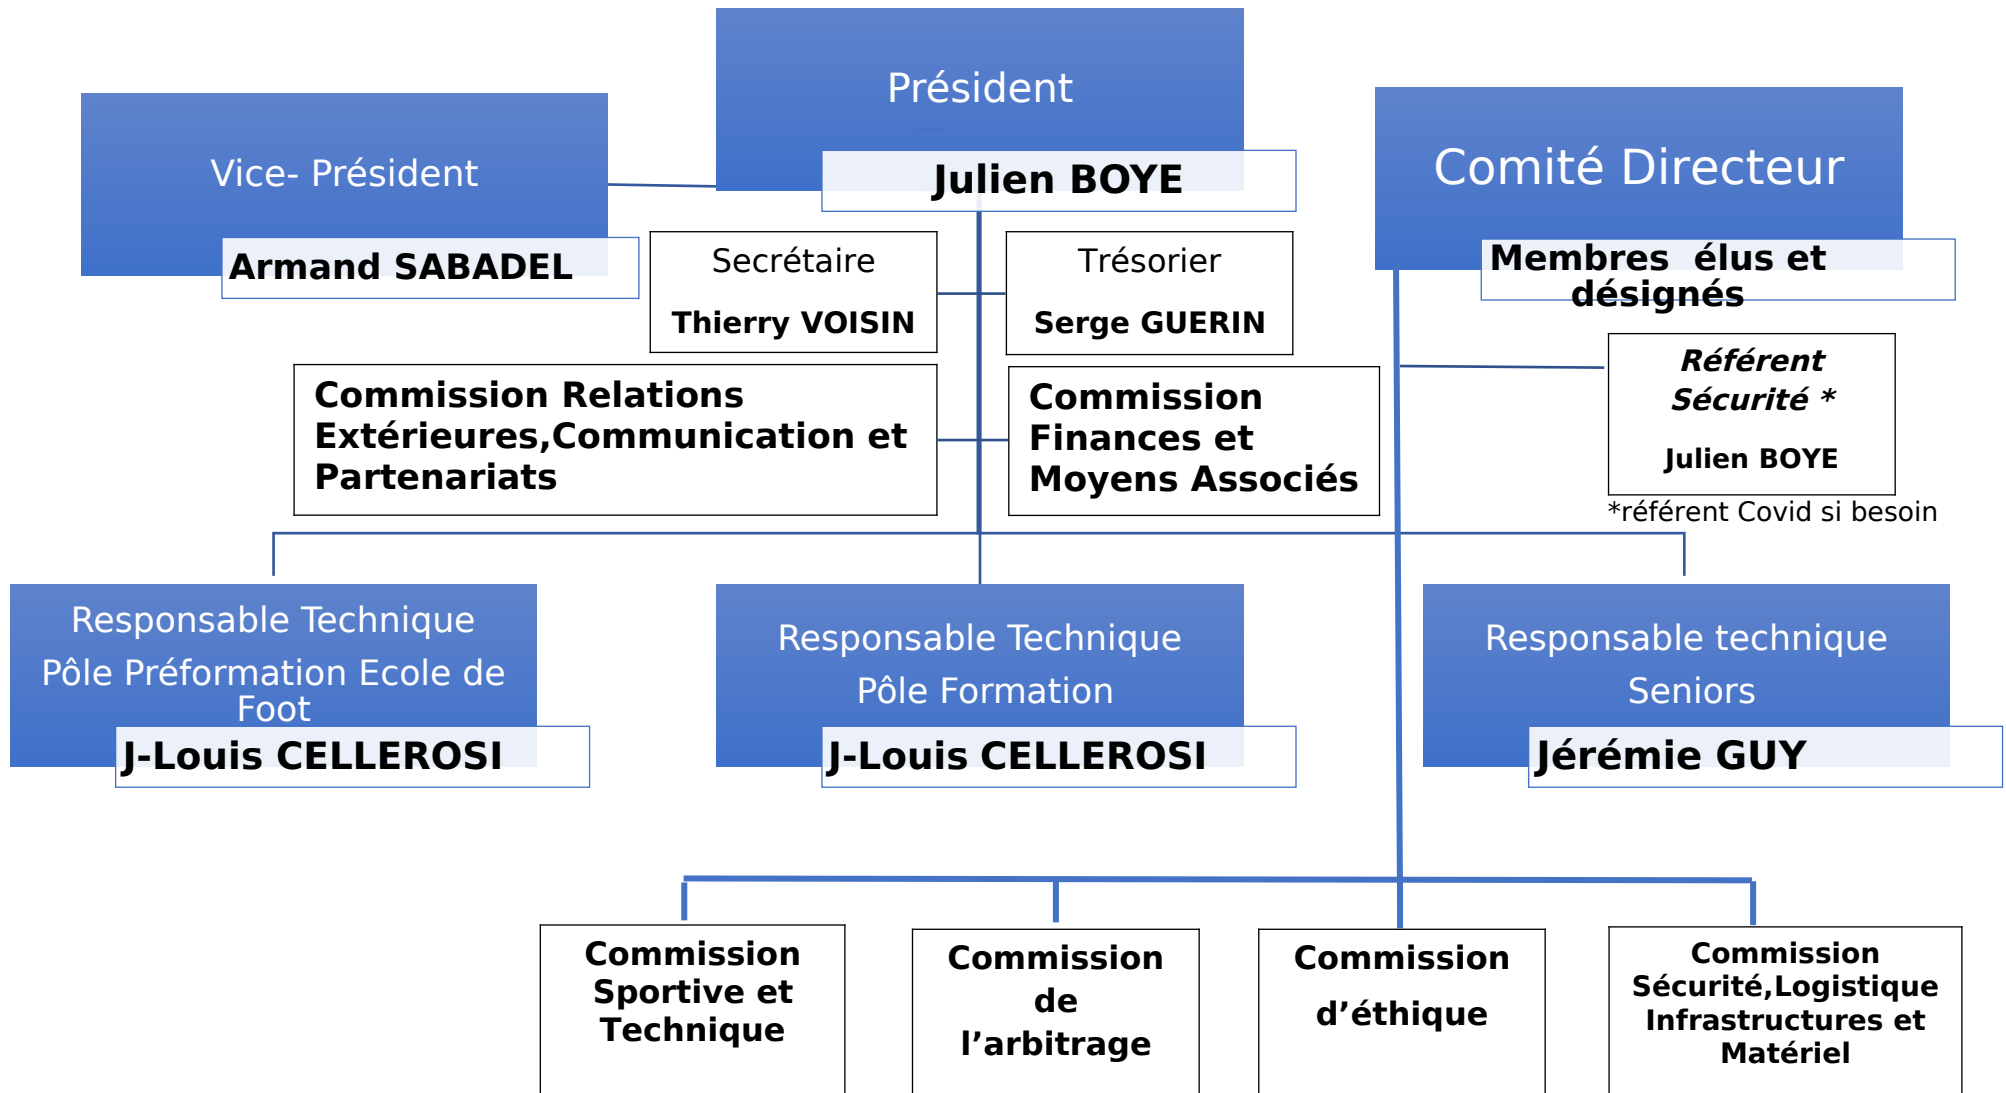 Président
Julien BOYE
Vice- Président
Armand SABADEL
Comité Directeur
Membres  élus et
désignés
Secrétaire
Thierry VOISIN
Trésorier
Serge GUERIN
Référent
Sécurité *
Julien BOYE
*référent Covid si besoin
Commission Relations
Extérieures,Communication et
Partenariats
Commission
Finances et
Moyens Associés
Responsable Technique
Pôle Préformation Ecole de
Foot
J-Louis CELLEROSI
Responsable Technique
Pôle Formation
J-Louis CELLEROSI
Responsable technique
Seniors
Jérémie GUY
Commission
Sportive et
Technique
Commission
de
l’arbitrage
Commission
d’éthique
Commission
Sécurité,Logistique
Infrastructures et
Matériel